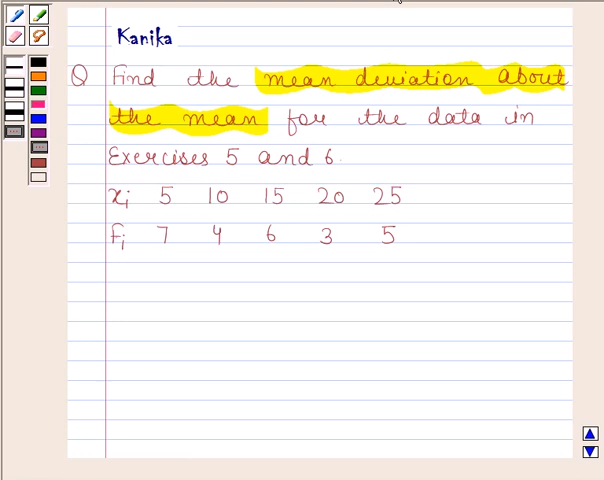 Kanika
Q Find the mean deviation About
the mean for the data in
Exercises 5 and 6.
xi 5 10 15 20 25
fi 7 4 6 3 5